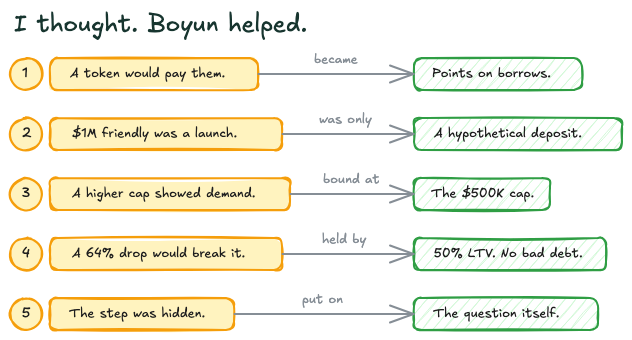 I thought. Boyun helped.
1 A token would pay them. became Points on borrows.
2 $1M friendly was a launch. was only A hypothetical deposit.
3 A higher cap showed demand. bound at The $500K cap.
4 A 64% drop would break it. held by 50% LTV. No bad debt.
5 The step was hidden. put on The question itself.